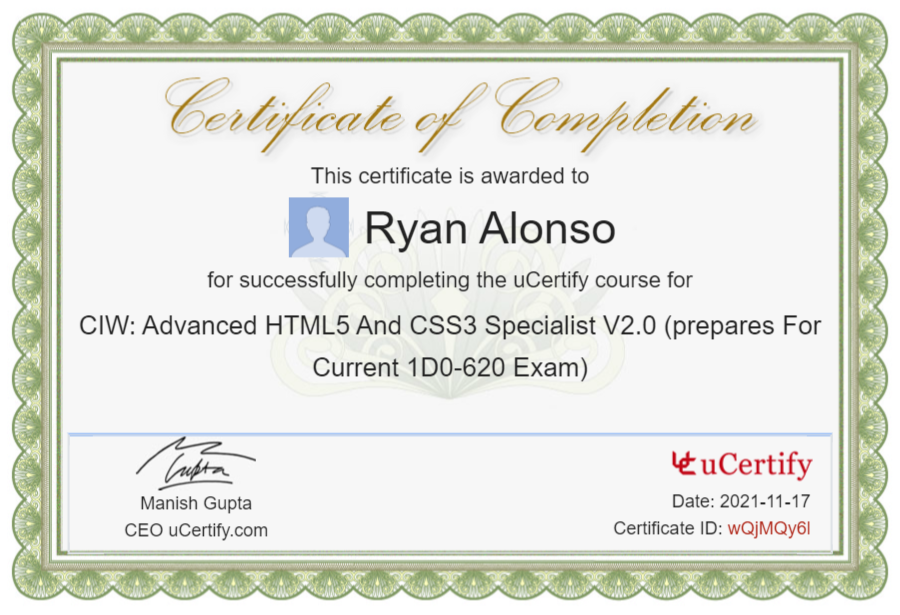 Certificate of Completion
This certificate is awarded to
Ryan Alonso
for successfully completing the uCertify course for
CIW: Advanced HTML5 And CSS3 Specialist V2.0 (prepares For
Current 1D0-620 Exam)
Gupta
Manish Gupta
CEO uCertify.com
uCertify
Date: 2021-11-17
Certificate ID: wQjMQy6l